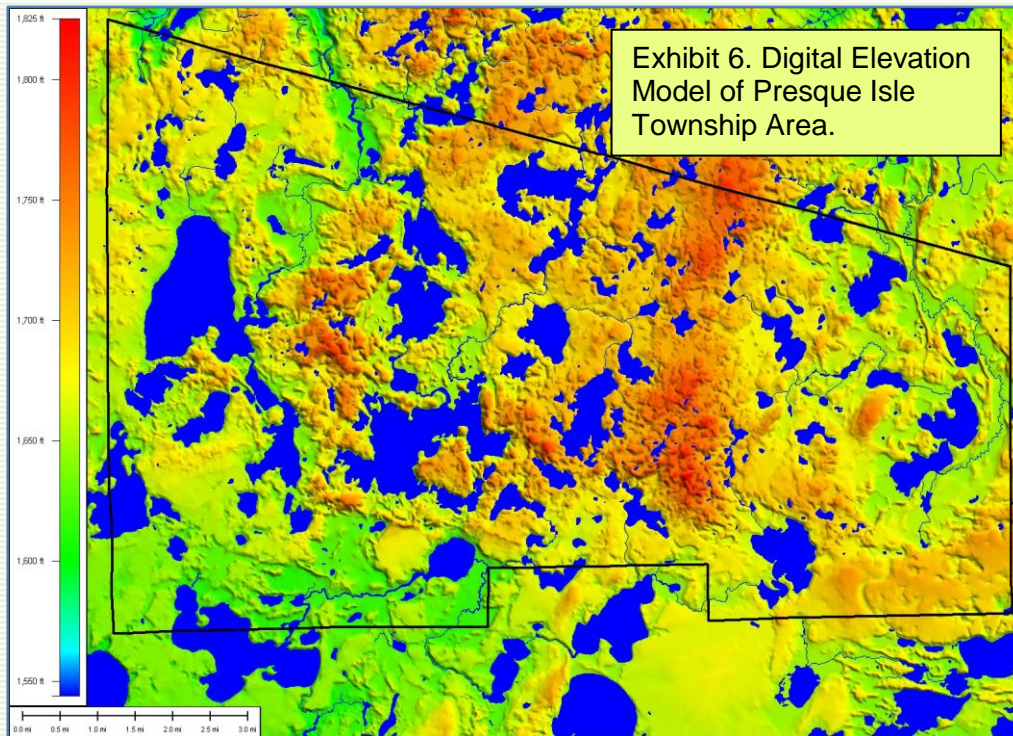 Exhibit 6. Digital Elevation
Model of Presque Isle
Township Area.
1,825 ft
1,800 ft
1,750 ft
1,700 ft
1,650 ft
1,600 ft
1,550 ft
0.0 mi 0.5 mi 1.0 mi 1.5 mi 2.0 mi 2.5 mi 3.0 mi